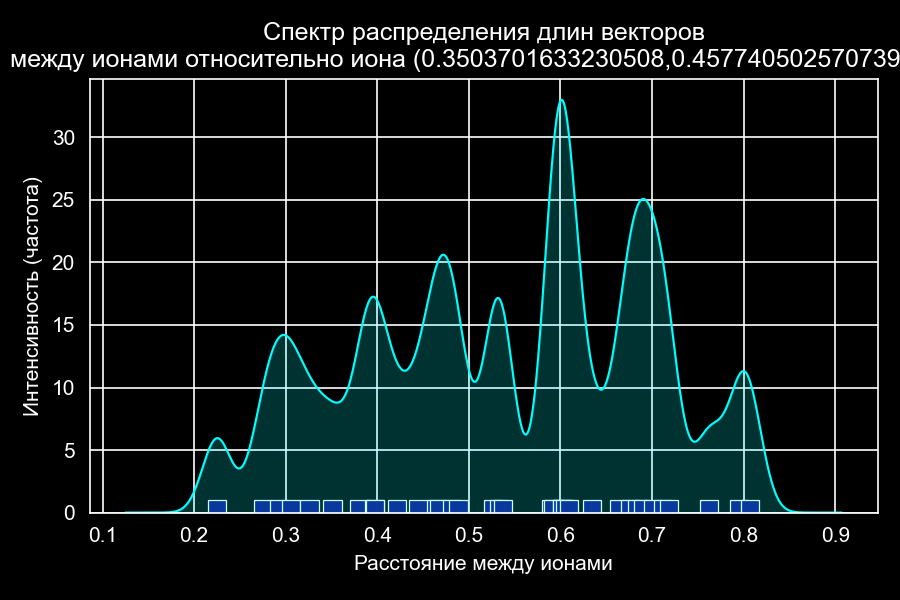 Спектр распределения длин векторов
между ионами относительно иона (0.3503701633230508,0.457740502570739
Интенсивность (частота)
30
25
20
15
10
5
0
0.1 0.2 0.3 0.4 0.5 0.6 0.7 0.8 0.9
Расстояние между ионами